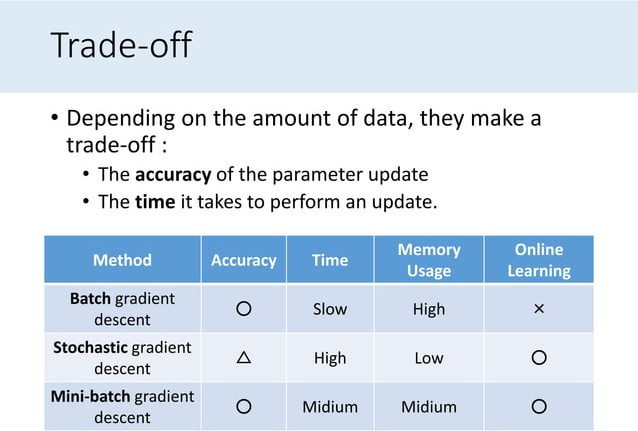 Trade-off
• Depending on the amount of data, they make a
trade-off :
• The accuracy of the parameter update
• The time it takes to perform an update.
Method Accuracy Time Memory Usage Online Learning
Batch gradient descent ○ Slow High ×
Stochastic gradient descent △ High Low ○
Mini-batch gradient descent ○ Midium Midium ○